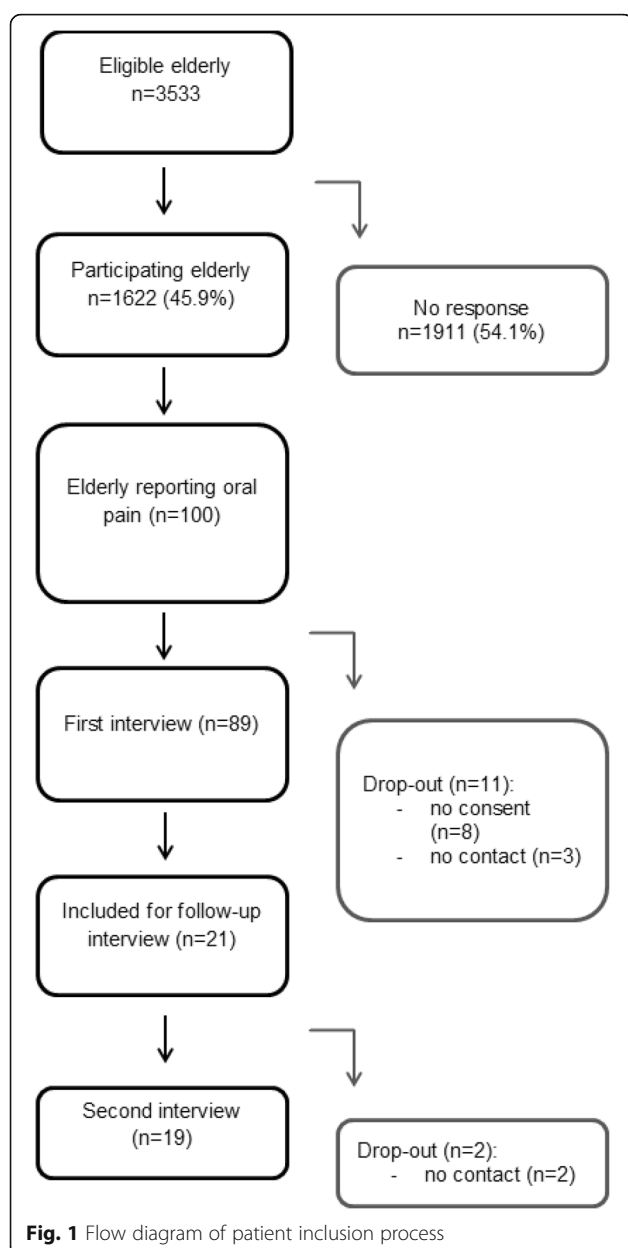 Eligible elderly
n=3533
Participating elderly
n=1622 (45.9%)
No response
n=1911 (54.1%)
Elderly reporting oral
pain (n=100)
First interview (n=89)
Drop-out (n=11):
- no consent
(n=8)
- no contact (n=3)
Included for follow-up
interview (n=21)
Second interview
(n=19)
Drop-out (n=2):
- no contact (n=2)
Fig. 1 Flow diagram of patient inclusion process